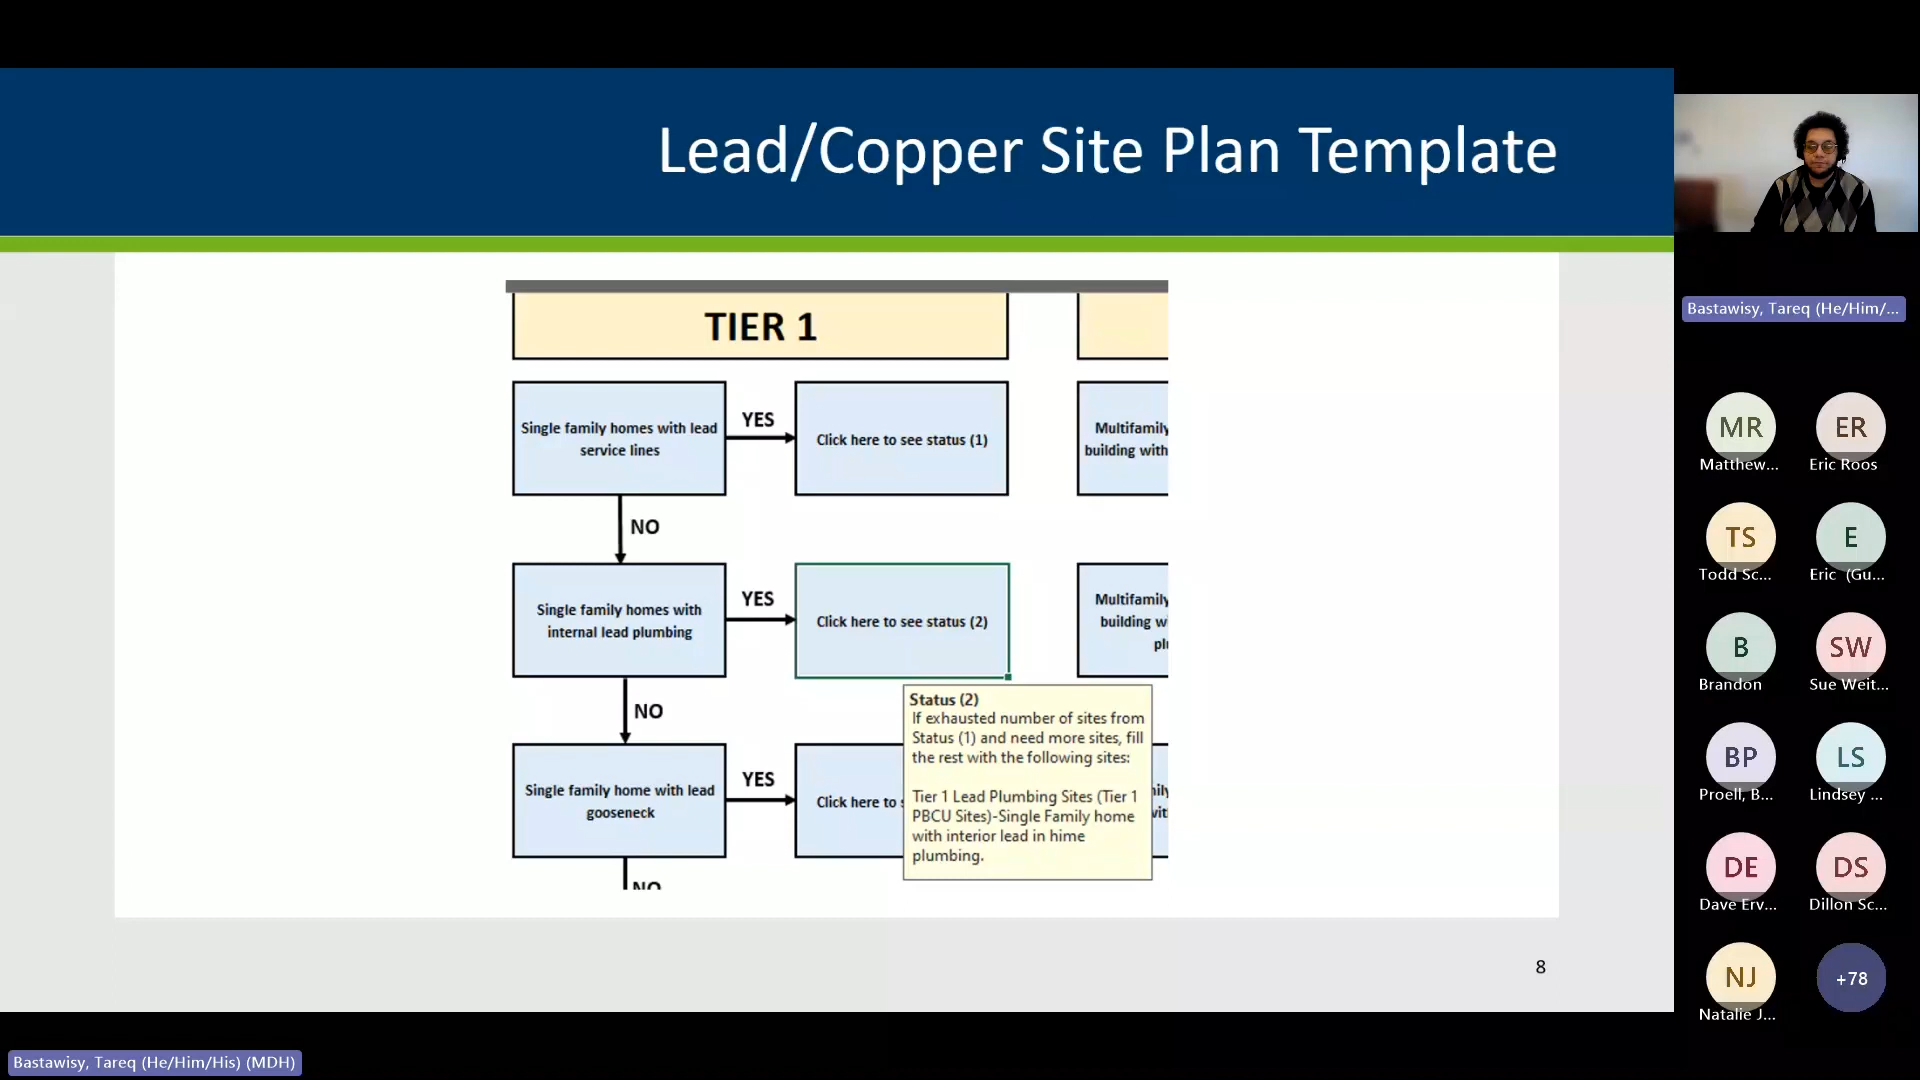 Lead/Copper Site Plan Template
TIER 1
Single family homes with lead
service lines
YES
Click here to see status (1)
Multifamily
building with
NO
Single family homes with
internal lead plumbing
YES
Click here to see status (2)
Multifamily
NO
Status (2)
If exhausted number of sites from
Status (1) and need more sites, fill
the rest with the following sites:
Tier 1 Lead Plumbing Sites (Tier 1
PBCU Sites)-Single Family home
with interior lead in hime
plumbing.
Single family home with lead
gooseneck
YES
Click here to
NO
8
Bastawisy, Tareq (He/Him/...
MR
ER
Matthew...
Eric Roos
TS
E
Todd Sc...
Eric (Gu...
B
SW
Brandon
Sue Weit...
BP
LS
Proell, B...
Lindsey ...
DE
DS
Dave Erv...
Dillon Sc...
NJ
+78
Natalie J...
Bastawisy, Tareq (He/Him/His) (MDH)